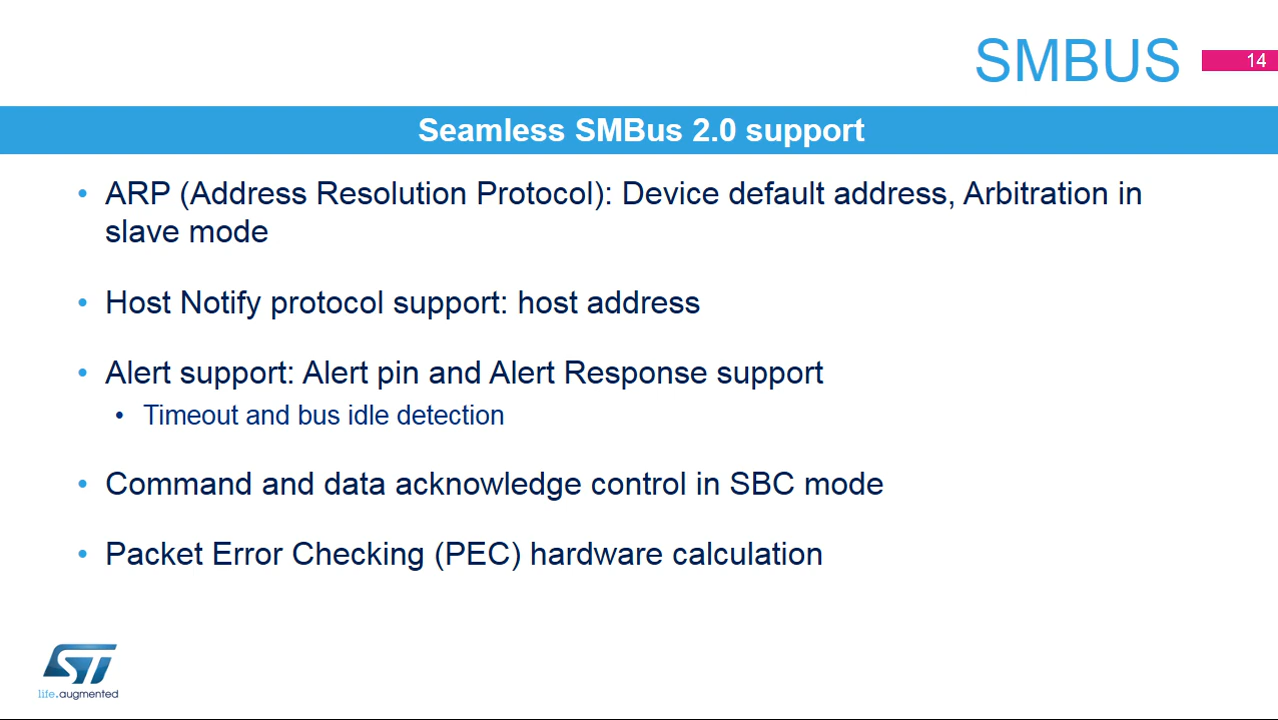 SMBUS
14
Seamless SMBus 2.0 support
• ARP (Address Resolution Protocol): Device default address, Arbitration in
slave mode
• Host Notify protocol support: host address
• Alert support: Alert pin and Alert Response support
• Timeout and bus idle detection
• Command and data acknowledge control in SBC mode
• Packet Error Checking (PEC) hardware calculation
ST
life.augmented